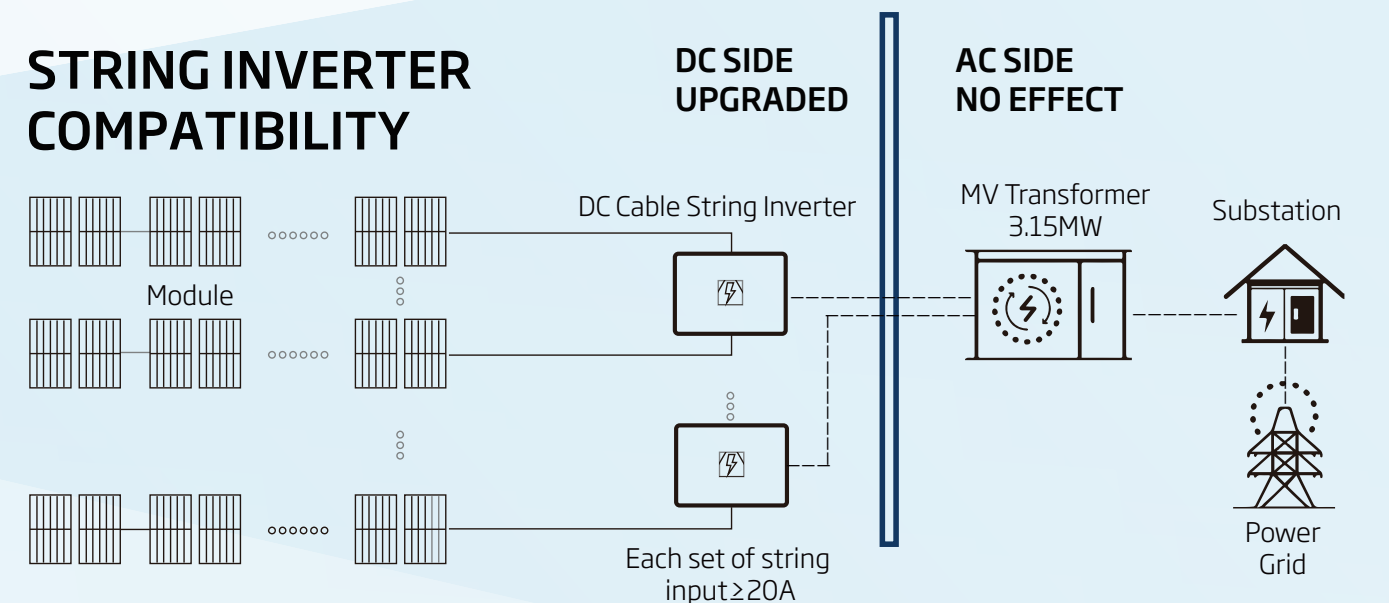 STRING INVERTER
COMPATIBILITY
DC SIDE
UPGRADED
AC SIDE
NO EFFECT
DC Cable String Inverter
MV Transformer
3.15MW
Substation
Module
Each set of string
input≥20A
Power
Grid